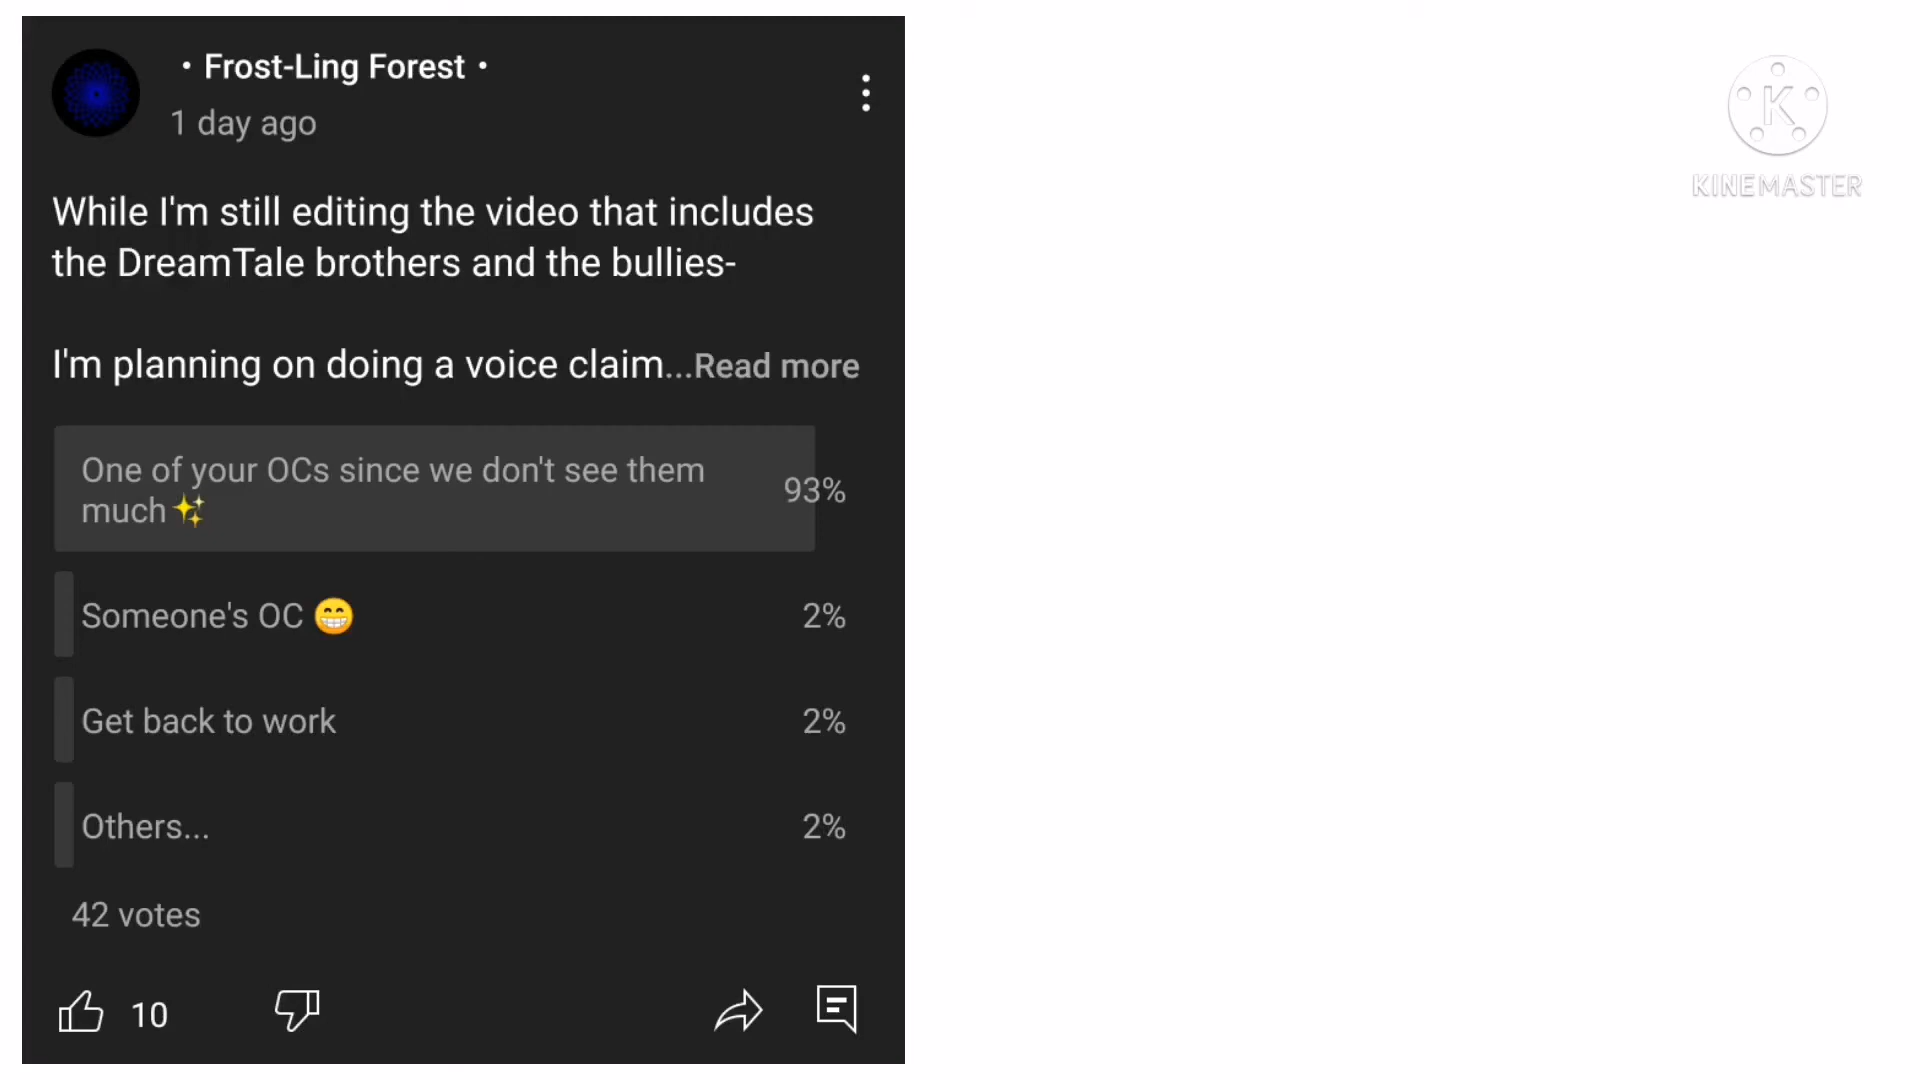 • Frost-Ling Forest •
1 day ago
While I'm still editing the video that includes
the DreamTale brothers and the bullies-
I'm planning on doing a voice claim...Read more
One of your OCs since we don't see them
much✨
93%
Someone's OC 😁 2%
Get back to work 2%
Others... 2%
42 votes
10
K
KINEMASTER